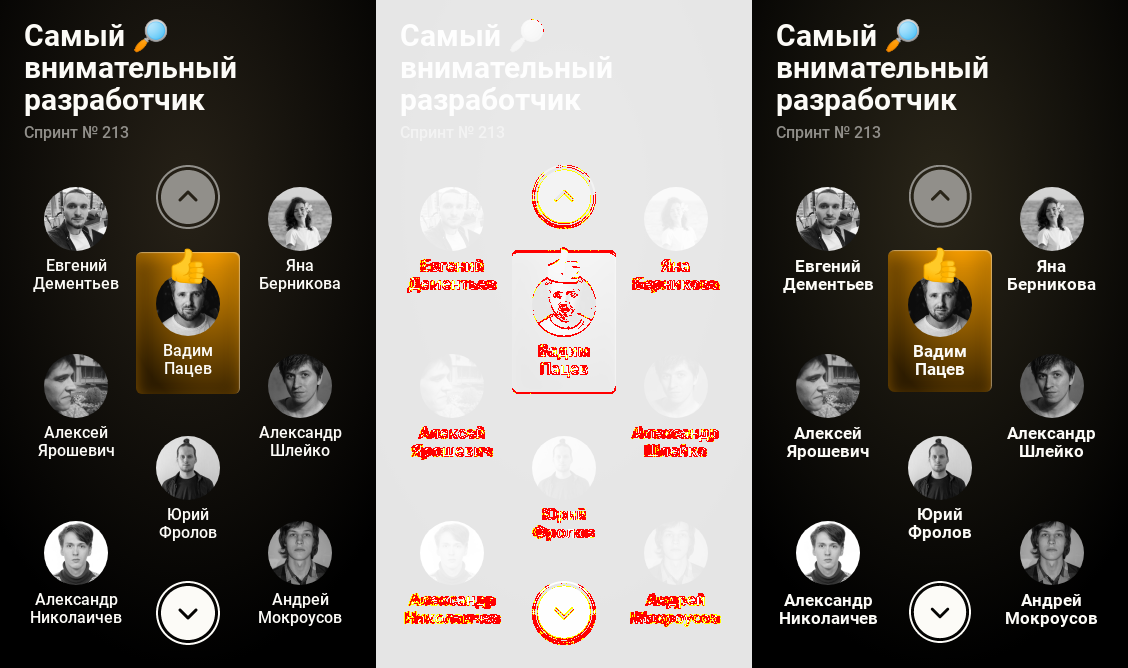 Самый 🔎
внимательный
разработчик
Спринт № 213
Евгений
Дементьев
Яна
Берникова
Вадим
Пацев
Алексей
Ярошевич
Александр
Шлейко
Юрий
Фролов
Александр
Николаичев
Андрей
Мокроусов
Самый
внимательный
разработчик
Спринт № 213
Евгений
Дементьев
Яна
Берникова
Вадим
Пацев
Алексей
Ярошевич
Александр
Шлейко
Юрий
Фролов
Александр
Николаичев
Андрей
Мокроусов
Самый 🔎
внимательный
разработчик
Спринт № 213
Евгений
Дементьев
Яна
Берникова
Вадим
Пацев
Алексей
Ярошевич
Александр
Шлейко
Юрий
Фролов
Александр
Николаичев
Андрей
Мокроусов